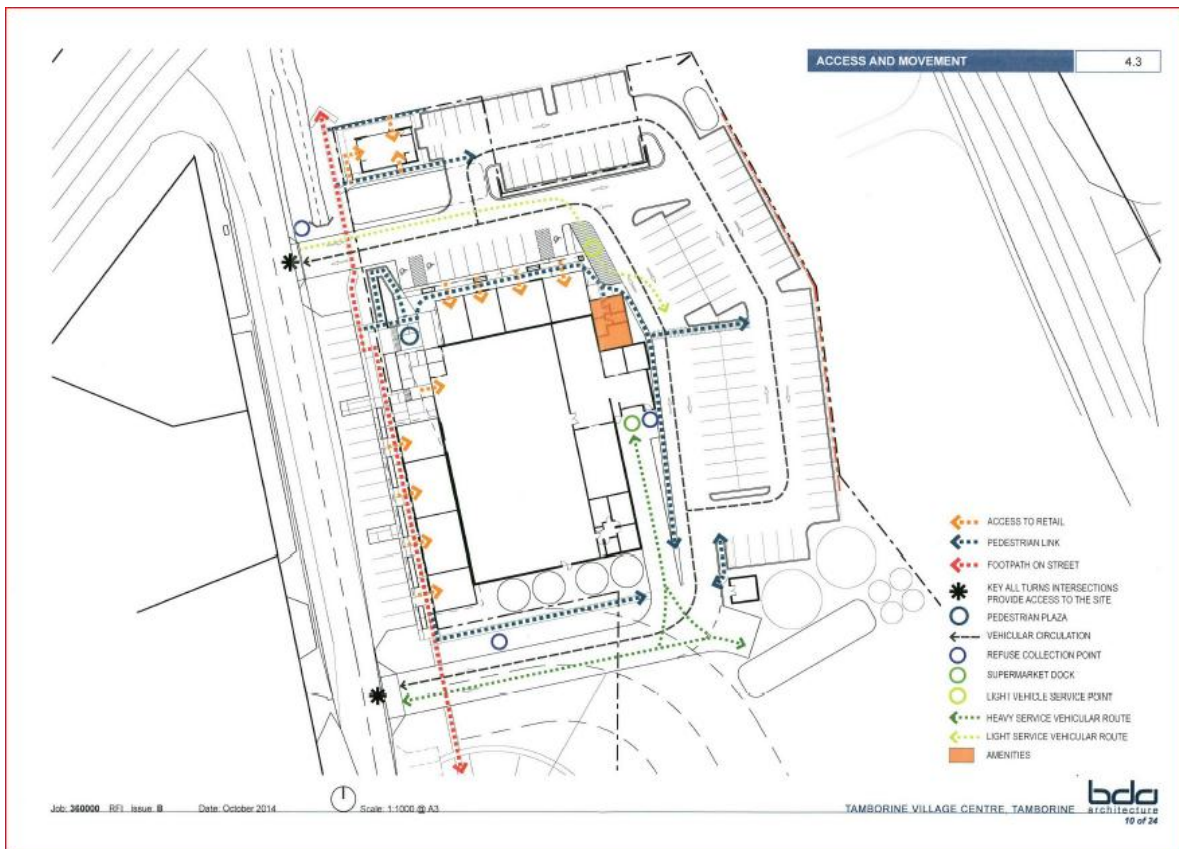 ACCESS AND MOVEMENT 4.3
ACCESS TO RETAIL
PEDESTRIAN LINK
FOOTPATH ON STREET
KEY ALL TURNS INTERSECTIONS
PROVIDE ACCESS TO THE SITE
PEDESTRIAN PLAZA
VEHICULAR CIRCULATION
REFUSE COLLECTION POINT
SUPERMARKET DOCK
LIGHT VEHICLE SERVICE POINT
HEAVY SERVICE VEHICULAR ROUTE
LIGHT SERVICE VEHICULAR ROUTE
AMENITIES
Job: 360000 RFI Issue: B Date: October 2014 Scale: 1:1000 @ A3
TAMBORINE VILLAGE CENTRE, TAMBORINE
bda
architecture
10 of 24